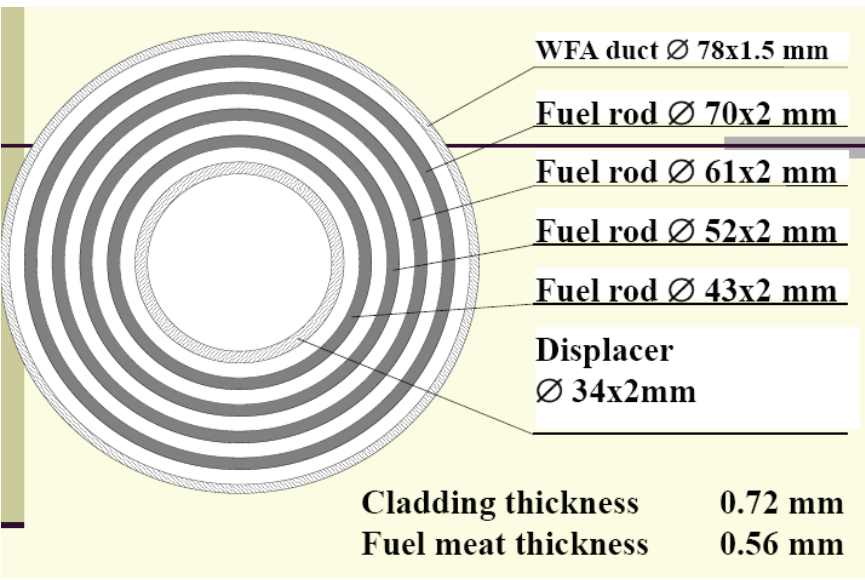 WFA duct ∅ 78x1.5 mm
Fuel rod ∅ 70x2 mm
Fuel rod ∅ 61x2 mm
Fuel rod ∅ 52x2 mm
Fuel rod ∅ 43x2 mm
Displacer
∅ 34x2mm
Cladding thickness 0.72 mm
Fuel meat thickness 0.56 mm